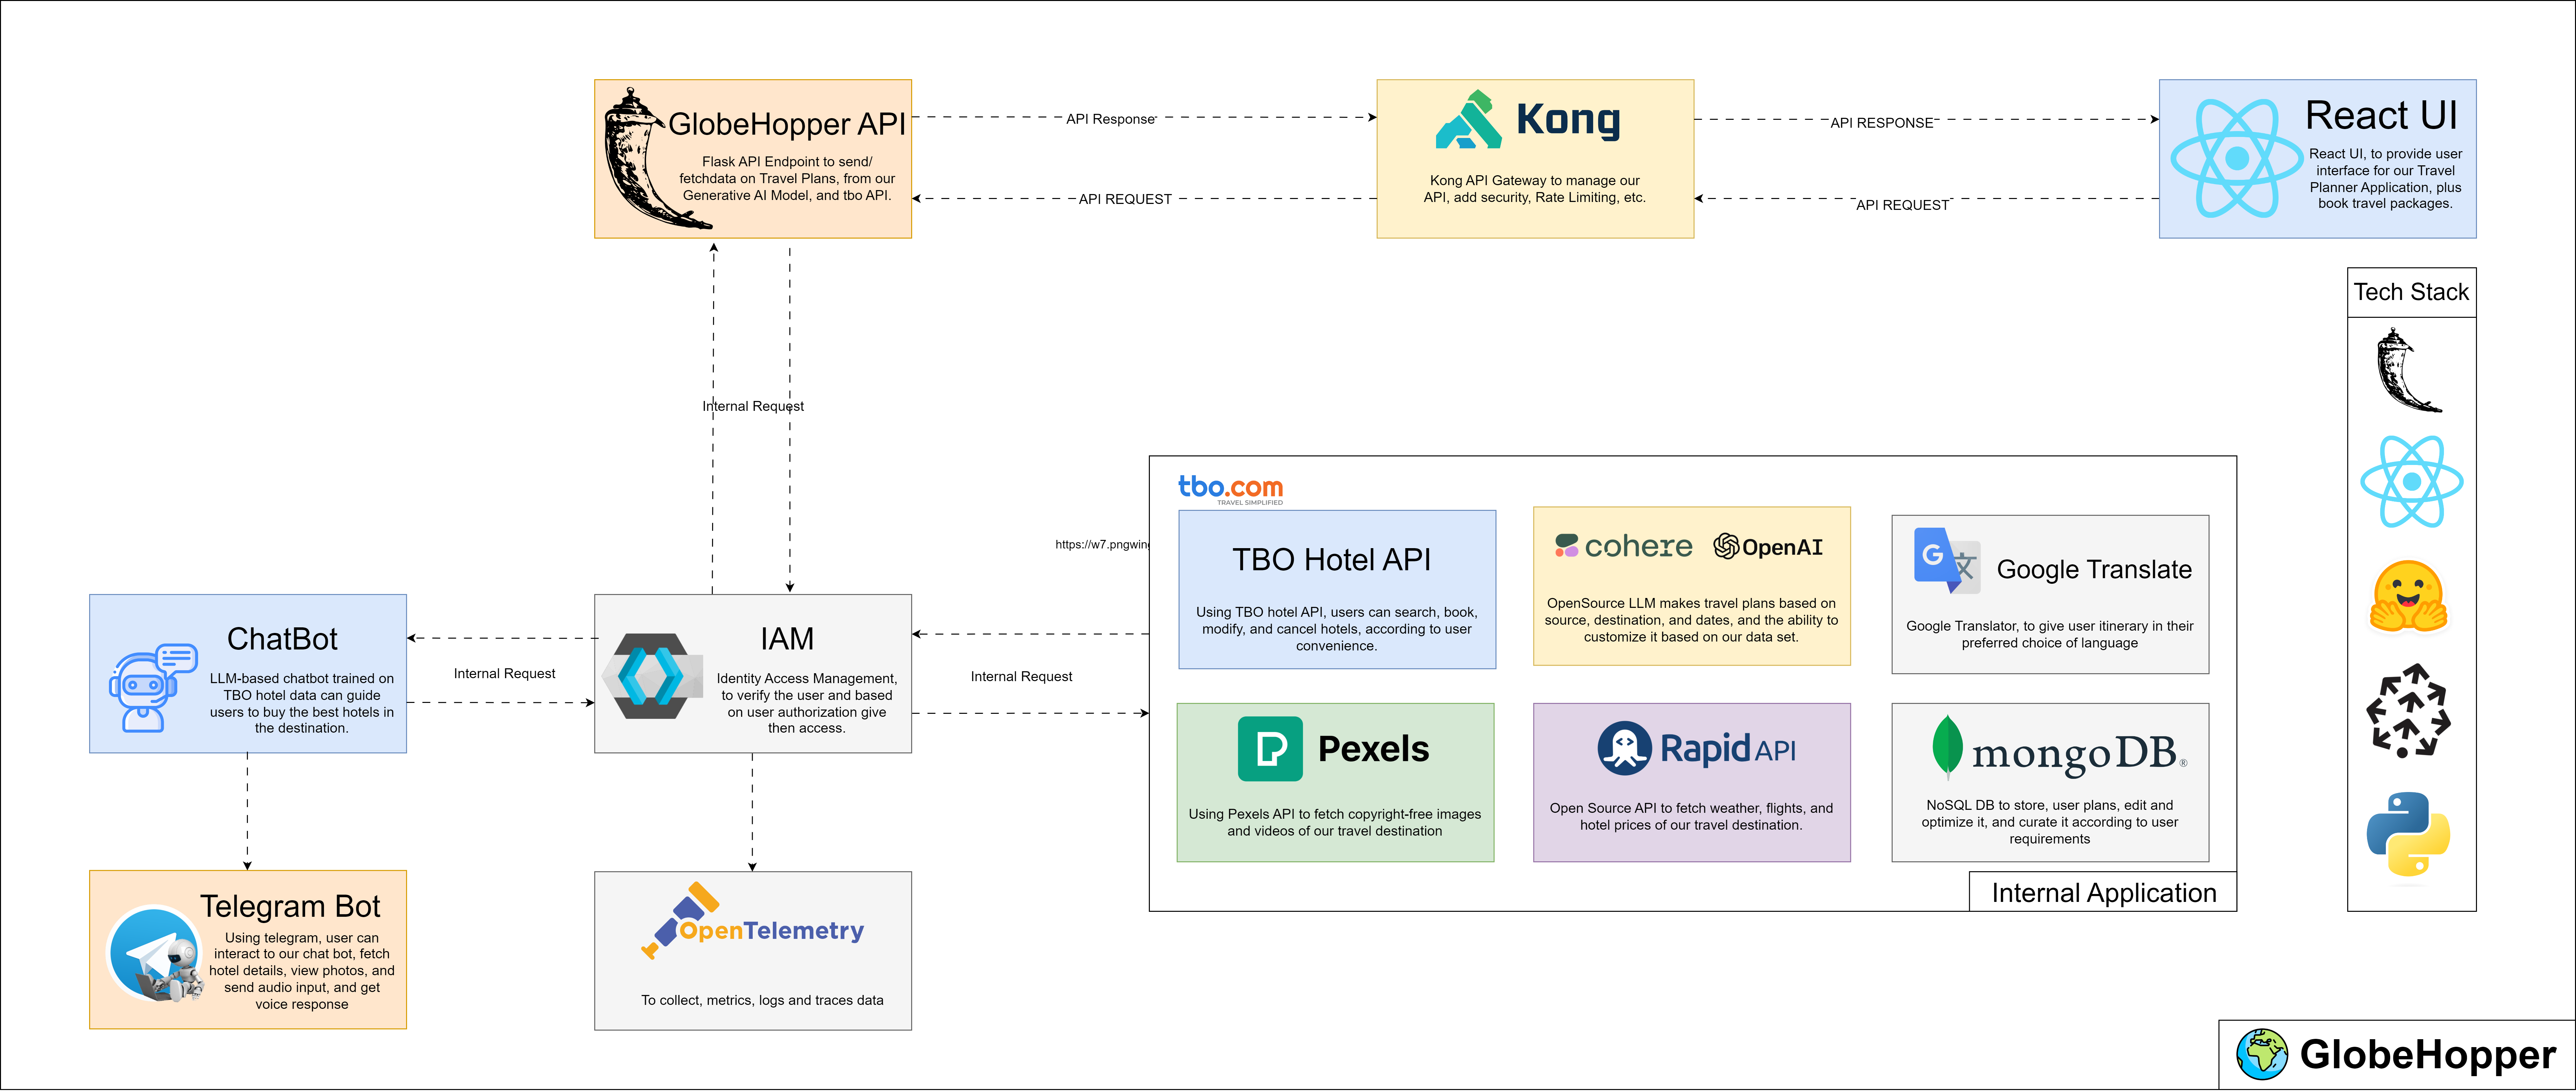 GlobeHopper API
Flask API Endpoint to send/
fetchdata on Travel Plans, from our
Generative AI Model, and tbo API.
API Response
API REQUEST
Kong
Kong API Gateway to manage our
API, add security, Rate Limiting, etc.
API RESPONSE
API REQUEST
React UI
React UI, to provide user
interface for our Travel
Planner Application, plus
book travel packages.
Tech Stack
Internal Request
https://w7.pngwing
tbo.com
TRAVEL SIMPLIFIED
TBO Hotel API
Using TBO hotel API, users can search, book,
modify, and cancel hotels, according to user
convenience.
cohere
OpenAI
OpenSource LLM makes travel plans based on
source, destination, and dates, and the ability to
customize it based on our data set.
G
文
Google Translate
Google Translator, to give user itinerary in their
preferred choice of language
ChatBot
LLM-based chatbot trained on
TBO hotel data can guide
users to buy the best hotels in
the destination.
Internal Request
IAM
Identity Access Management,
to verify the user and based
on user authorization give
then access.
Internal Request
Pexels
Using Pexels API to fetch copyright-free images
and videos of our travel destination
Rapid API
Open Source API to fetch weather, flights, and
hotel prices of our travel destination.
mongoDB®
NoSQL DB to store, user plans, edit and
optimize it, and curate it according to user
requirements
Internal Application
Telegram Bot
Using telegram, user can
interact to our chat bot, fetch
hotel details, view photos, and
send audio input, and get
voice response
OpenTelemetry
To collect, metrics, logs and traces data
GlobeHopper